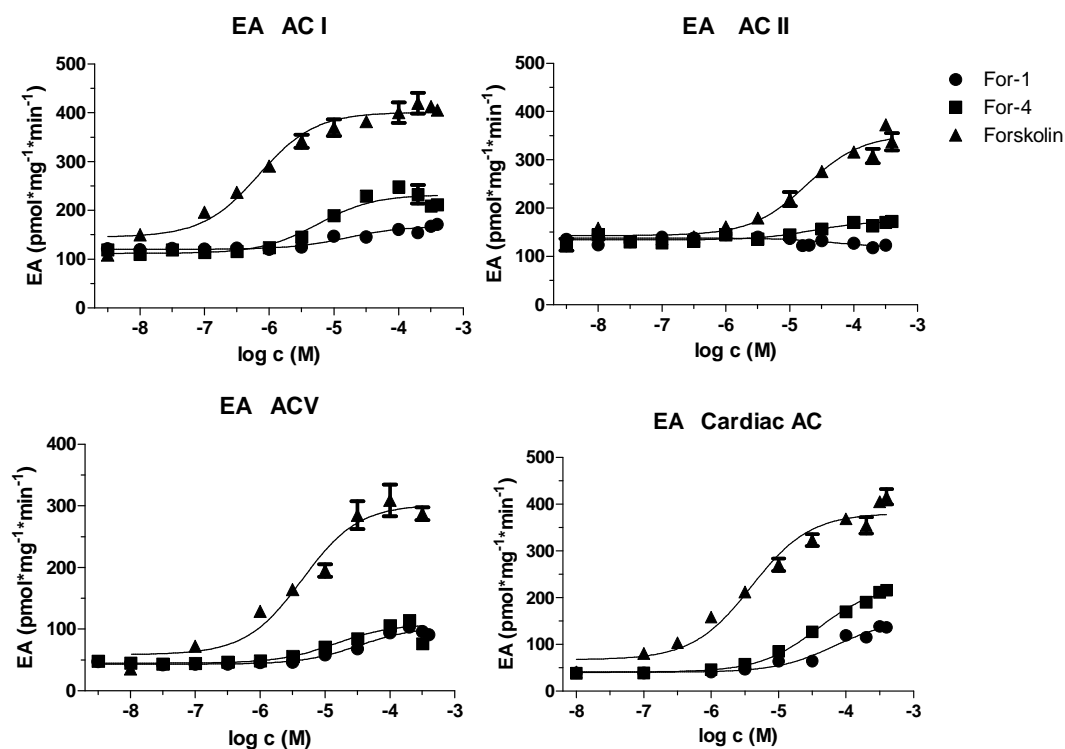 EA AC I
EA (pmol*mg⁻¹*min⁻¹)
500
400
300
200
100
0
-8 -7 -6 -5 -4 -3
log c (M)
EA AC II
EA (pmol*mg⁻¹*min⁻¹)
500
400
300
200
100
0
-8 -7 -6 -5 -4 -3
log c (M)
For-1
For-4
Forskolin
EA ACV
EA (pmol*mg⁻¹*min⁻¹)
400
300
200
100
0
-8 -7 -6 -5 -4 -3
log c (M)
EA Cardiac AC
EA (pmol*mg⁻¹*min⁻¹)
500
400
300
200
100
0
-8 -7 -6 -5 -4 -3
log c (M)